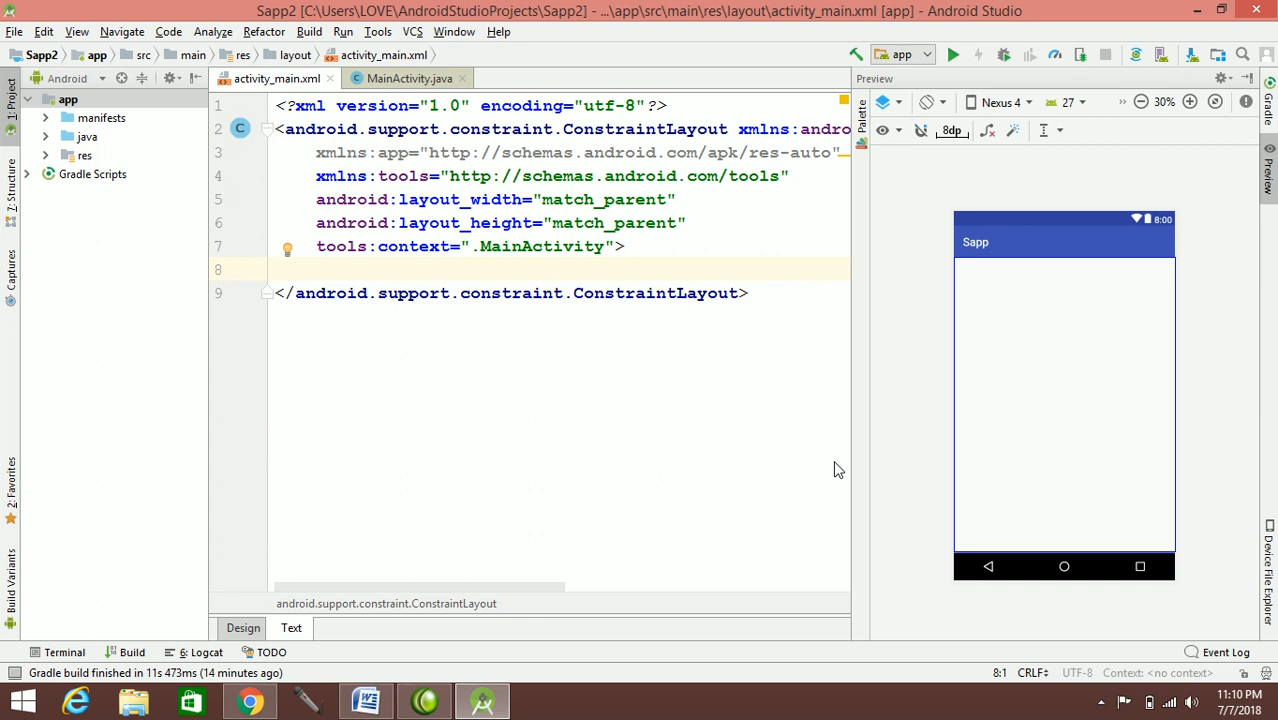 Sapp2 [C:\Users\LOVE\AndroidStudioProjects\Sapp2] - ...\app\src\main\res\layout\activity_main.xml [app] - Android Studio
File Edit View Navigate Code Analyze Refactor Build Run Tools VCS Window Help
Sapp2 app src main res layout activity_main.xml app
Android activity_main.xml MainActivity.java Preview
1: Project
Z: Structure
Captures
2: Favorites
Build Variants
app
manifests
java
res
Gradle Scripts
1 <?xml version="1.0" encoding="utf-8"?>
2 <android.support.constraint.ConstraintLayout xmlns:andro
3 xmlns:app="http://schemas.android.com/apk/res-auto"
4 xmlns:tools="http://schemas.android.com/tools"
5 android:layout_width="match_parent"
6 android:layout_height="match_parent"
7 tools:context=".MainActivity">
8
9 </android.support.constraint.ConstraintLayout>
android.support.constraint.ConstraintLayout
Design Text
Palette
Nexus 4 27 30%
8dp
8:00
Sapp
Gradle
Preview
Device File Explorer
Terminal Build 6: Logcat TODO Event Log
Gradle build finished in 11s 473ms (14 minutes ago) 8:1 CRLF UTF-8 Context: <no context>
11:10 PM
7/7/2018